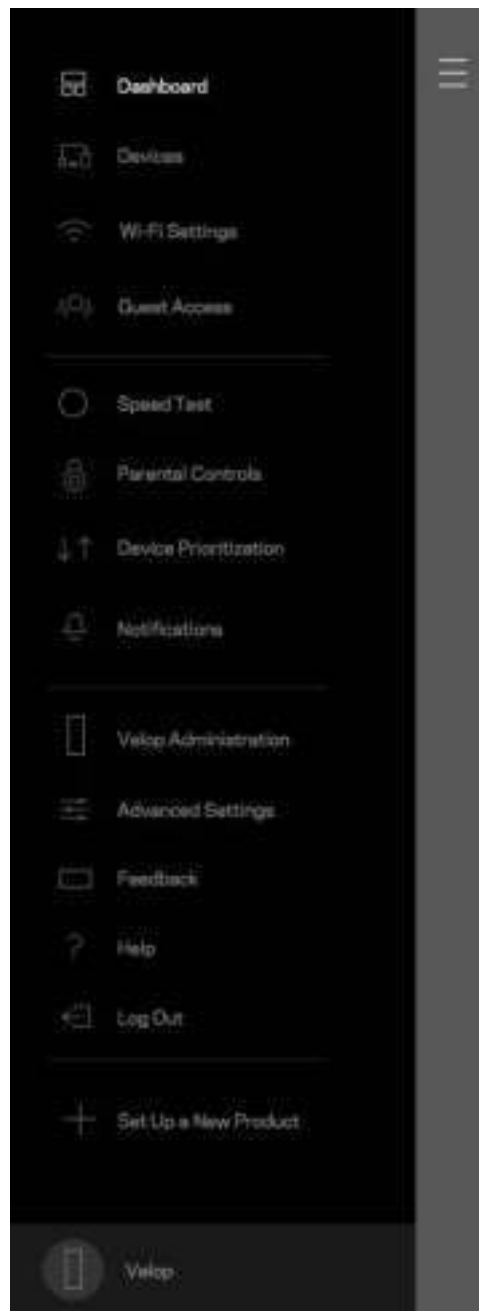 Dashboard
Devices
Wi-Fi Settings
Guest Access
Speed Test
Parental Controls
Device Prioritization
Notifications
Velop Administration
Advanced Settings
Feedback
Help
Log Out
Set Up a New Product
Velop